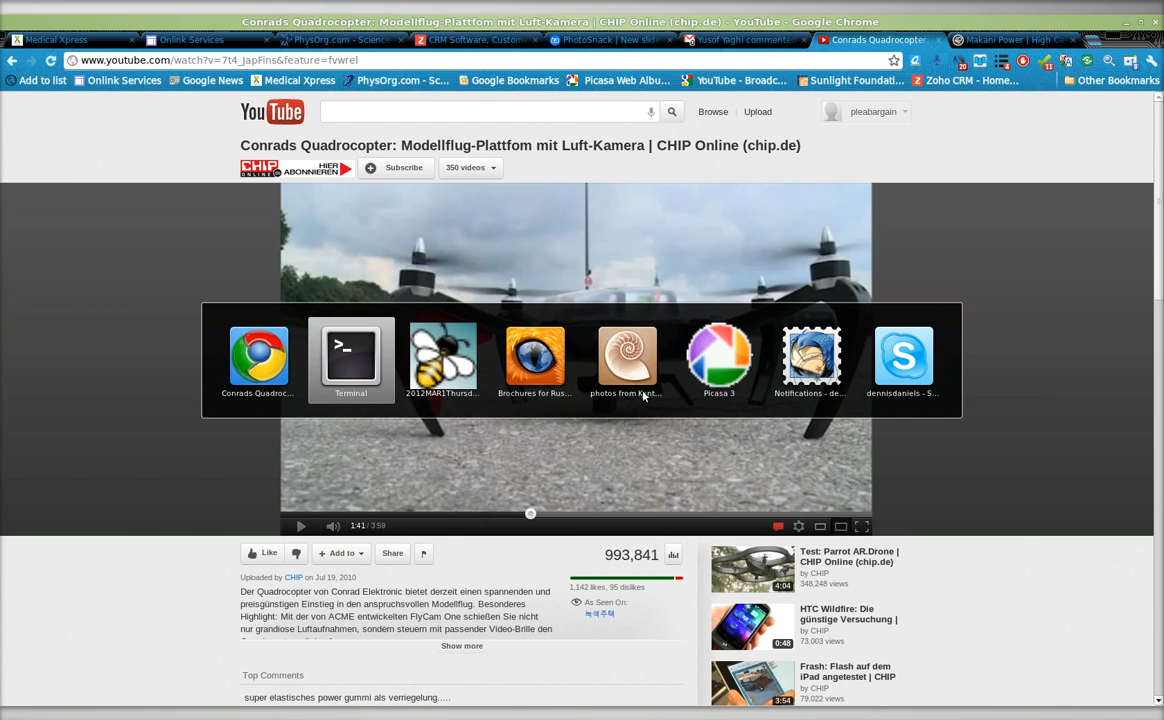 Conrads Quadrocopter: Modellflug-Plattfom mit Luft-Kamera | CHIP Online (chip.de) - YouTube - Google Chrome
Medical Xpress
Onlink Services
PhysOrg.com - Science
CRM Software, Custom
PhotoSnack | New slid
Yusof Yaghi commente
Conrads Quadrocopter:
Makani Power | High C
www.youtube.com/watch?v=7t4_JapFins&feature=fvwrel
Add to list
Onlink Services
Google News
Medical Xpress
PhysOrg.com - Sc...
Google Bookmarks
Picasa Web Albu...
YouTube - Broadc...
Sunlight Foundati...
Zoho CRM - Home...
Other Bookmarks
YouTube
Browse | Upload
pleabargain
Conrads Quadrocopter: Modellflug-Plattfom mit Luft-Kamera | CHIP Online (chip.de)
CHIP ONLINE.de HIER ABONNIEREN
Subscribe
350 videos
Conrads Quadroc...
Terminal
2012MAR1Thursd...
Brochures for Rus...
Picasa 3
Notifications - de...
dennisdaniels - S...
1:41 / 3:59
Like
Add to
Share
993,841
Uploaded by CHIP on Jul 19, 2010
1,142 likes, 95 dislikes
Der Quadrocopter von Conrad Elektronic bietet derzeit einen spannenden und
preisgünstigen Einstieg in den anspruchsvollen Modellflug. Besonderes
Highlight: Mit der von ACME entwickelten FlyCam One schießen Sie nicht
nur grandiose Luftaufnahmen, sondern steuern mit passender Video-Brille den
As Seen On:
녹색주택
Show more
Top Comments
super elastisches power gummi als verriegelung.....
Test: Parrot AR.Drone |
CHIP Online (chip.de)
by CHIP
348,248 views
4:04
HTC Wildfire: Die
günstige Versuchung |
by CHIP
73,003 views
0:48
Frash: Flash auf dem
iPad angetestet | CHIP
by CHIP
79,022 views
3:54